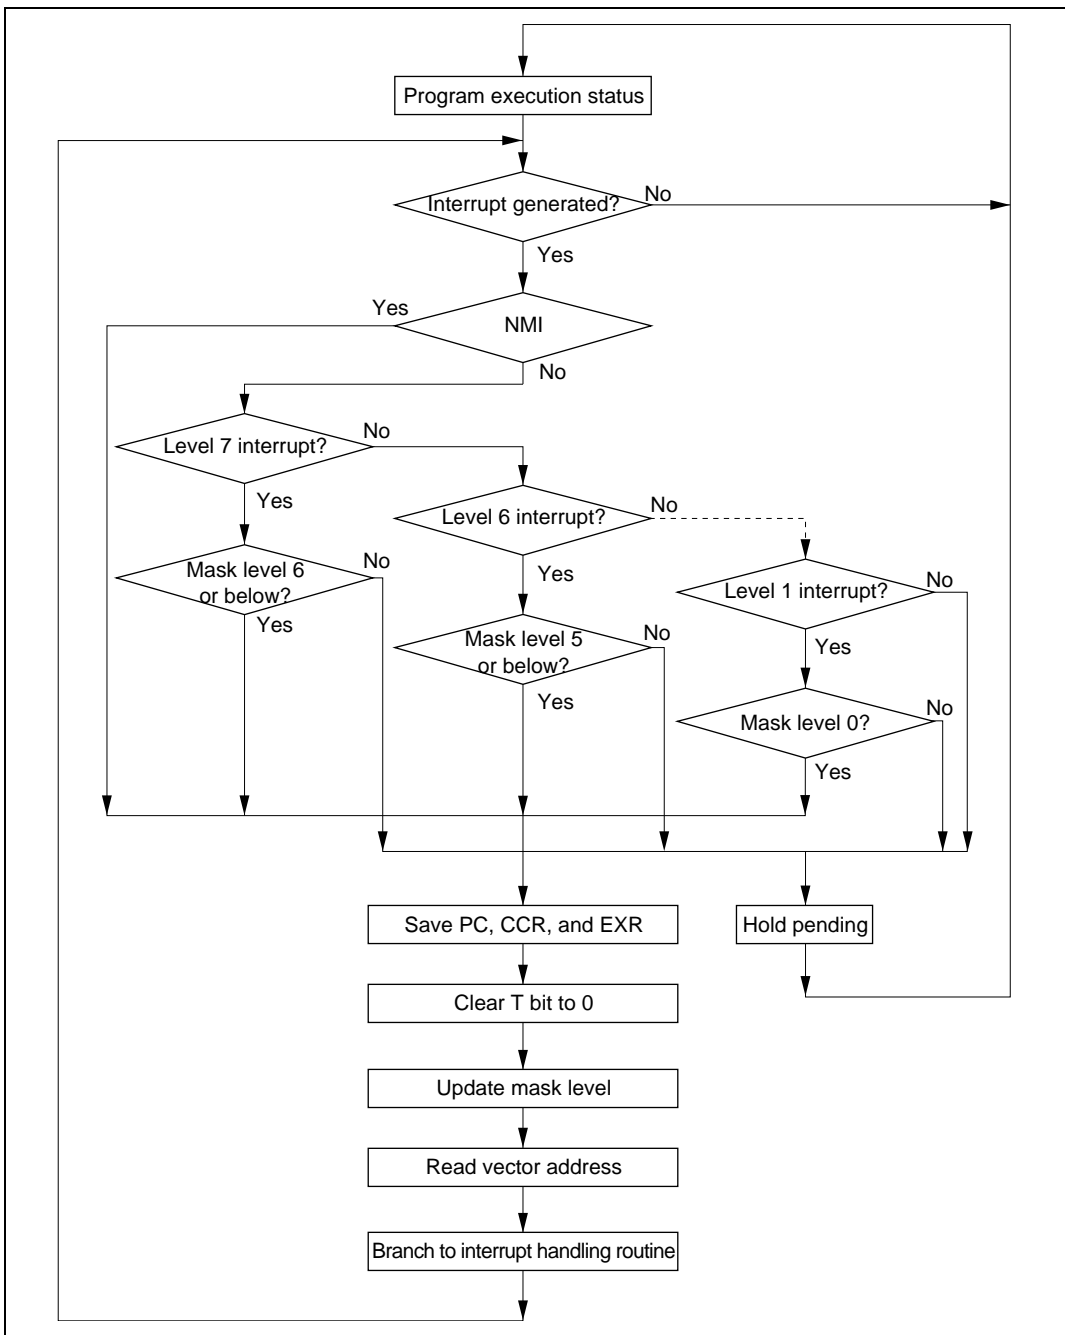 Program execution status
Interrupt generated?
No
Yes
Yes
NMI
No
Level 7 interrupt?
No
Yes
Level 6 interrupt?
No
Yes
Mask level 6
or below?
No
Yes
Level 1 interrupt?
No
Yes
Mask level 5
or below?
No
Yes
Mask level 0?
No
Yes
Save PC, CCR, and EXR
Hold pending
Clear T bit to 0
Update mask level
Read vector address
Branch to interrupt handling routine